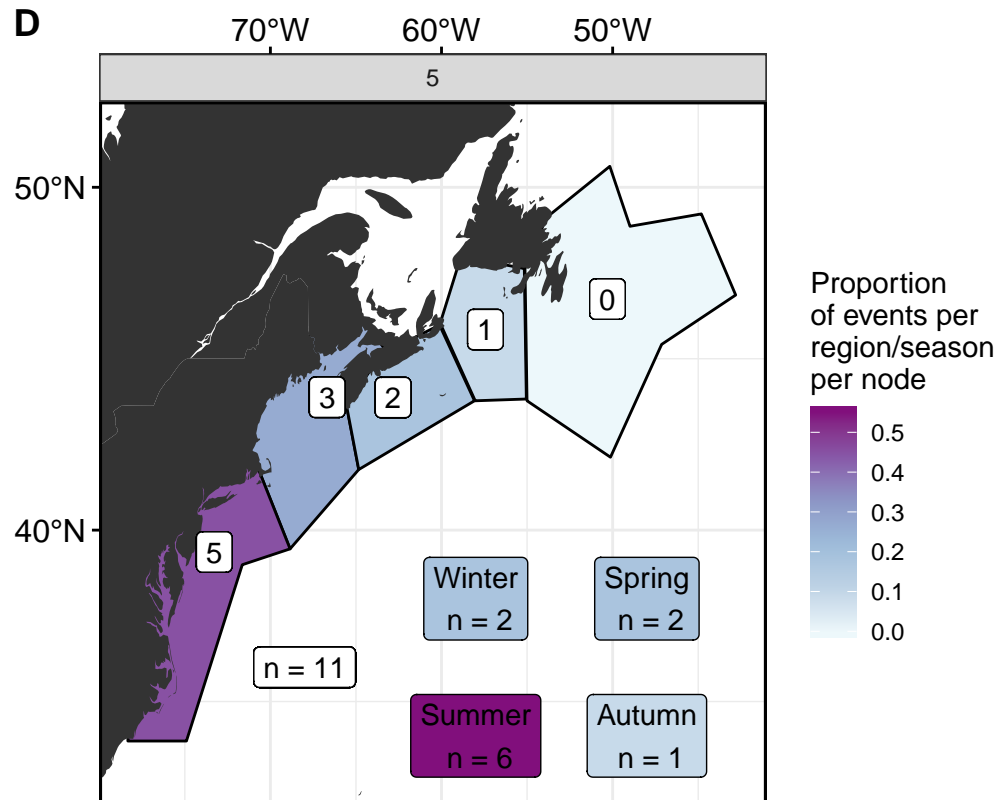 D
70°W 60°W 50°W
5
50°N
40°N
0
1
2
3
5
n = 11
Winter
n = 2
Spring
n = 2
Summer
n = 6
Autumn
n = 1
Proportion
of events per
region/season
per node
0.5
0.4
0.3
0.2
0.1
0.0